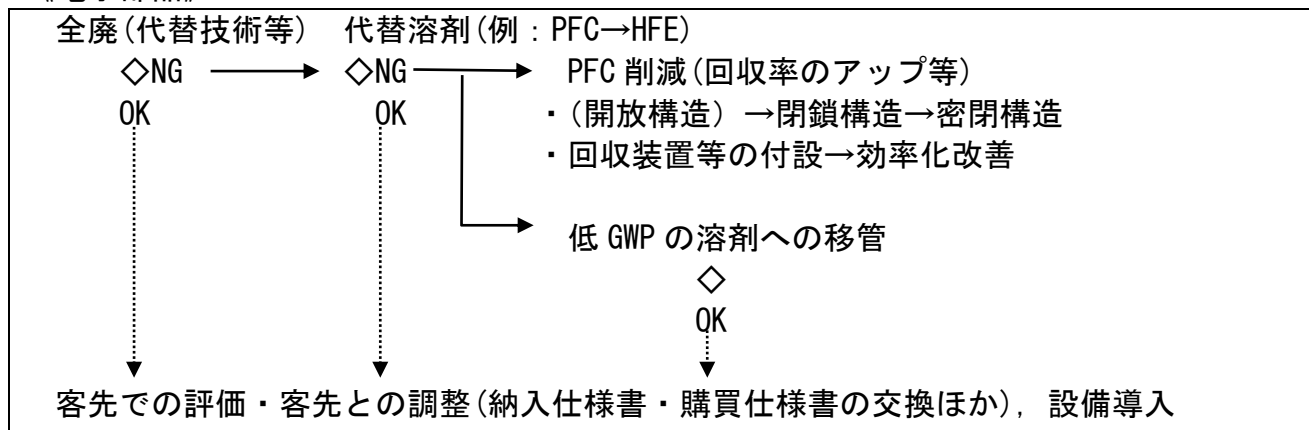 全廃(代替技術等) 代替溶剤(例:PFC→HFE)
◇NG → ◇NG → PFC 削減(回収率のアップ等)
OK OK ・(開放構造)→閉鎖構造→密閉構造
・回収装置等の付設→効率化改善
低 GWP の溶剤への移管
◇
OK
客先での評価・客先との調整(納入仕様書・購買仕様書の交換ほか),設備導入